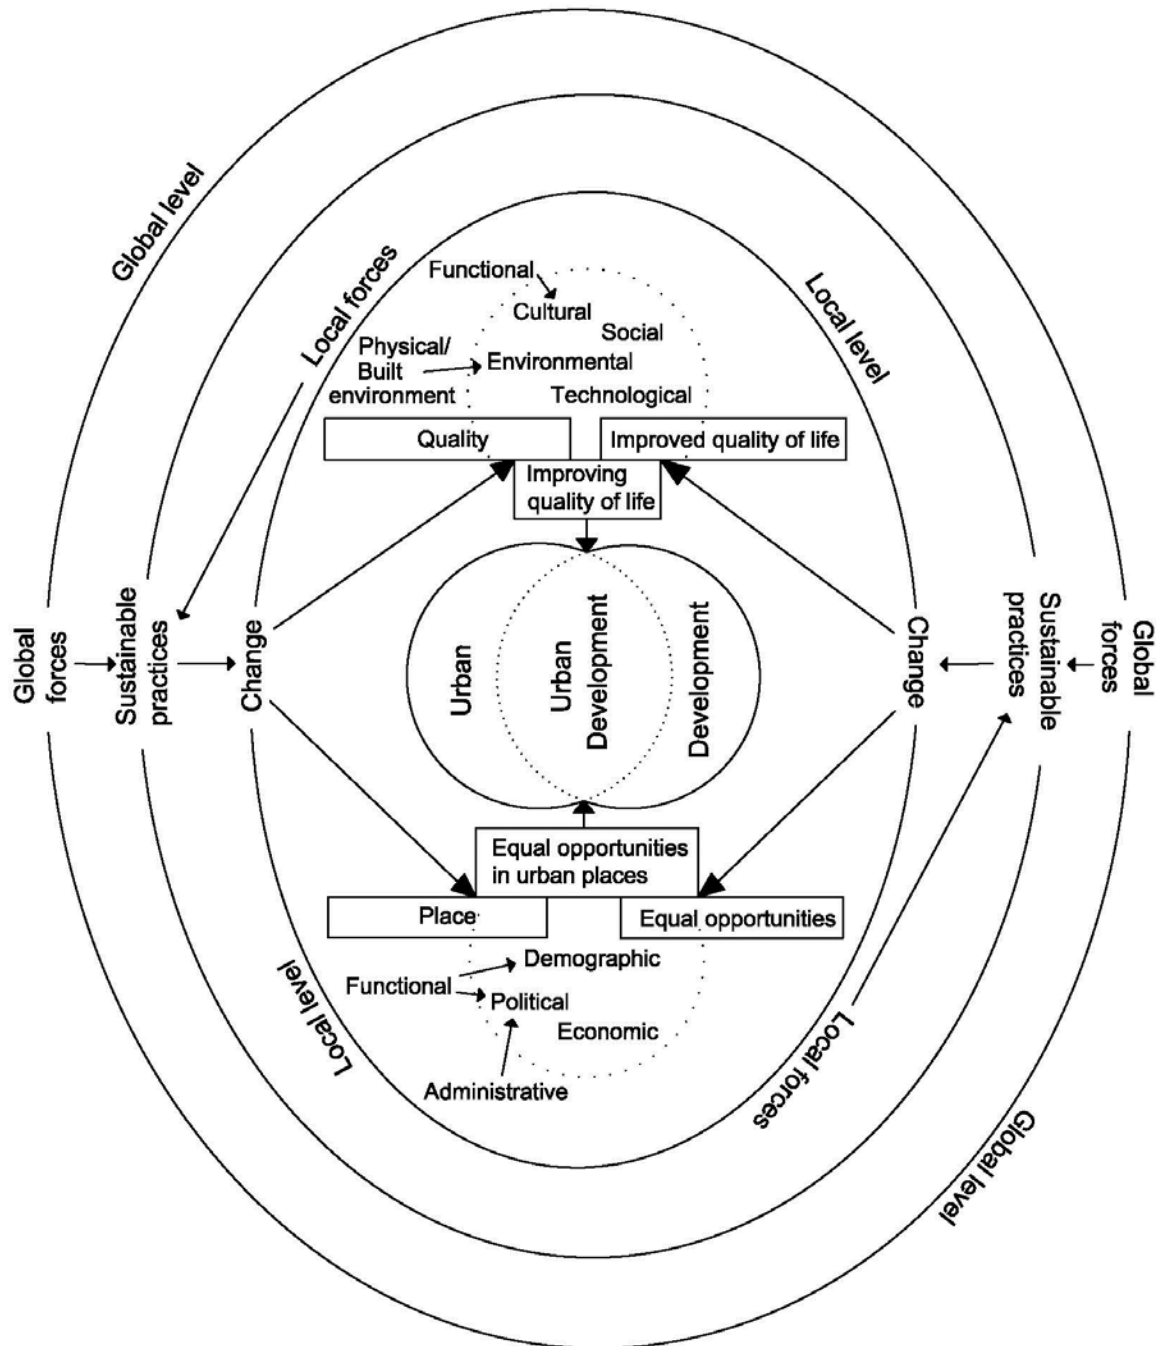 Global level
Local forces
Local level
Functional
Cultural
Social
Physical/
Built
environment
Environmental
Technological
Quality
Improved quality of life
Improving
quality of life
Global
forces
Sustainable
practices
Change
Urban
Urban
Development
Development
Change
Sustainable
practices
Global
forces
Equal opportunities
in urban places
Place
Equal opportunities
Demographic
Functional
Political
Economic
Administrative
Local level
Local forces
Global level